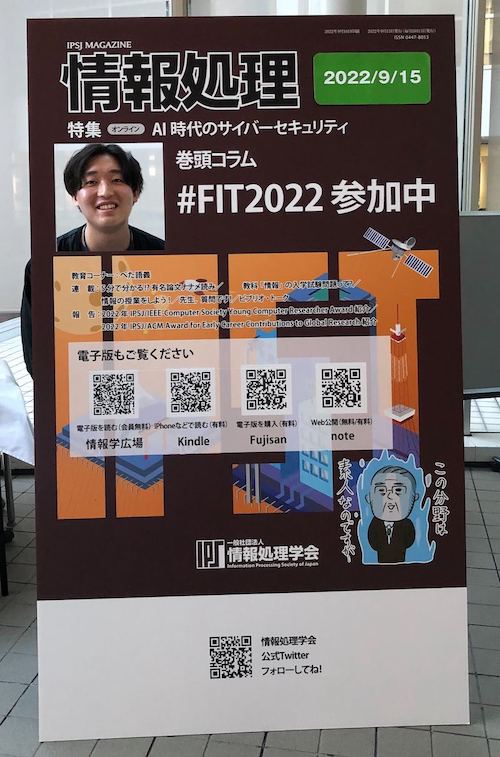 IPSJ MAGAZINE
ISSN 0447-8053
情報処理
2022/9/15
特集 オンライン AI 時代のサイバーセキュリティ
巻頭コラム
#FIT2022 参加中
教育コーナー：ぺた語義
連 載：5分で分かる!? 有名論文ナナメ読み／ 教科「情報」の入学試験問題って?／
情報の授業をしよう!／先生，質問です!／ビブリオ・トーク
報 告：2022年 IPSJ/IEEE Computer Society Young Computer Researcher Award 紹介／
2022年 IPSJ/ACM Award for Early Career Contributions to Global Research 紹介
電子版もご覧ください
電子版を読む(会員無料) iPhoneなどで読む(有料) 電子版を購入(有料) Web公開(無料/有料)
情報学広場 Kindle Fujisan note
この分野は
素人なのですが
IPSJ 一般社団法人
情報処理学会
Information Processing Society of Japan
情報処理学会
公式Twitter
フォローしてね!